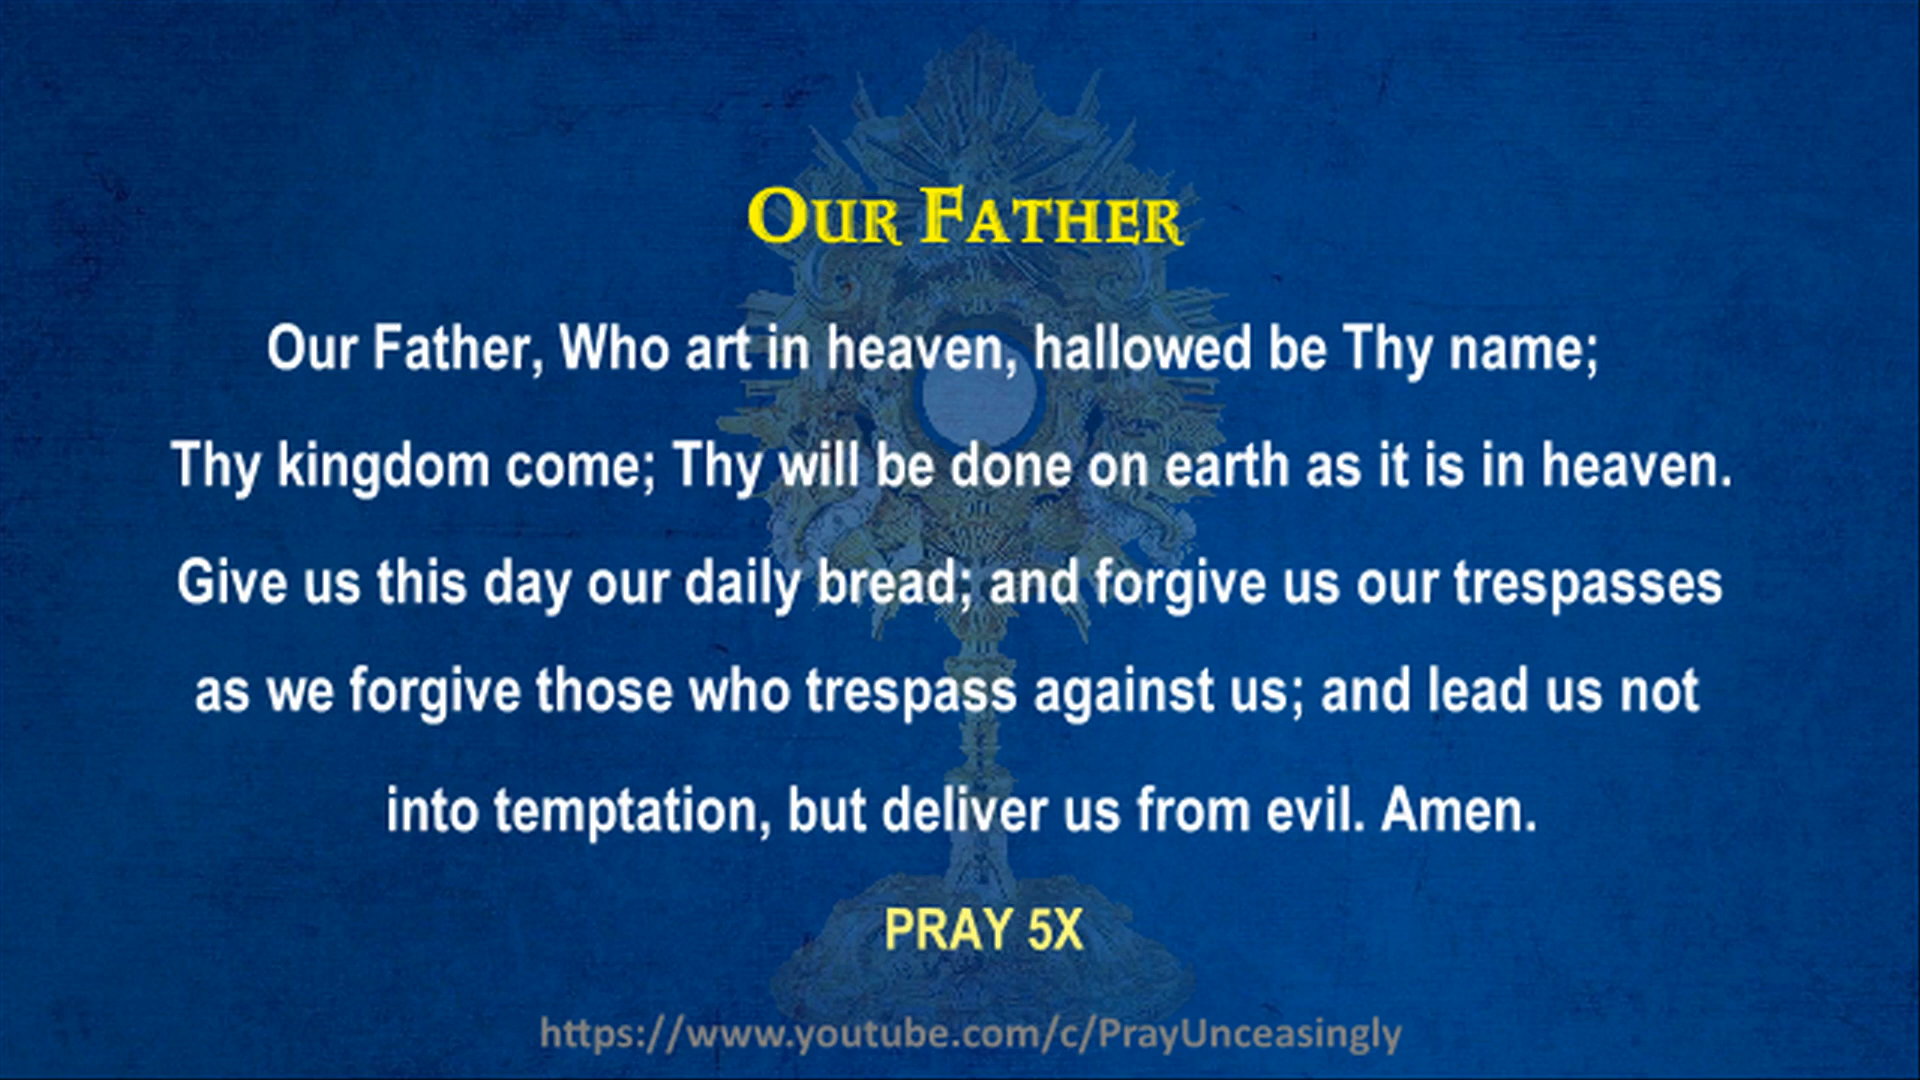 OUR FATHER
Our Father, Who art in heaven, hallowed be Thy name;
Thy kingdom come; Thy will be done on earth as it is in heaven.
Give us this day our daily bread; and forgive us our trespasses
as we forgive those who trespass against us; and lead us not
into temptation, but deliver us from evil. Amen.
PRAY 5X
https://www.youtube.com/c/PrayUnceasingly